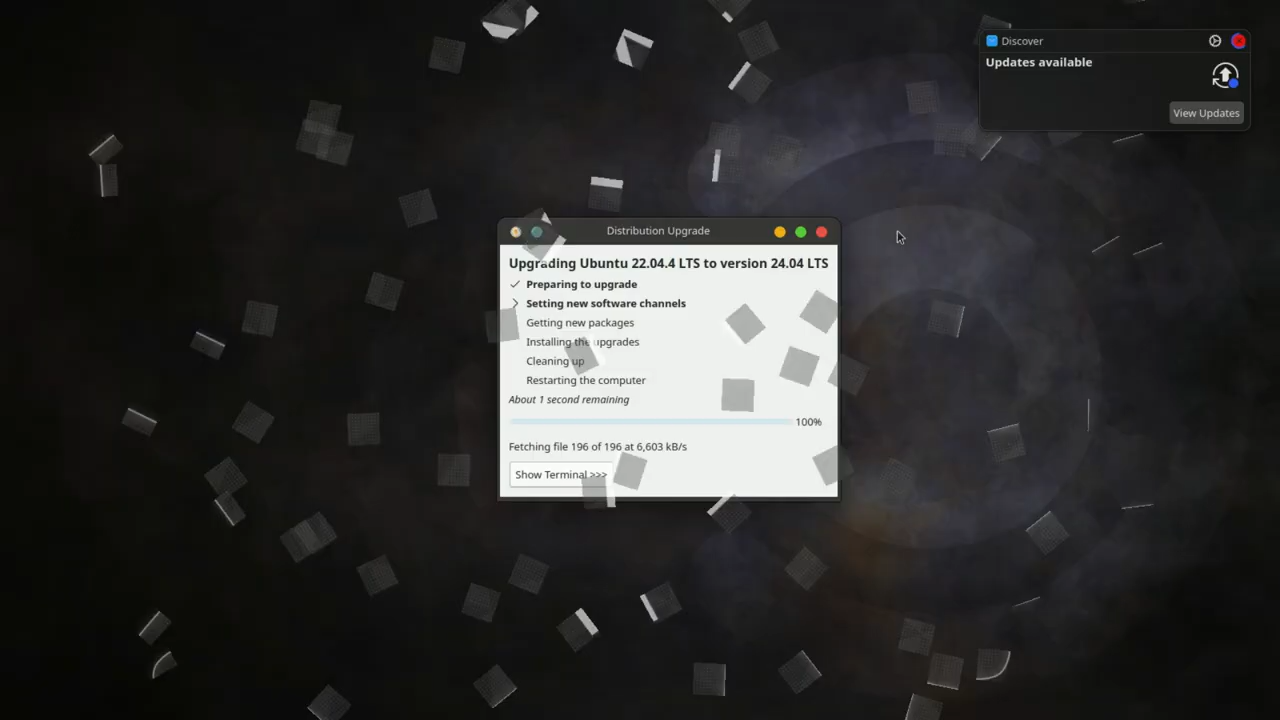 Discover
Updates available
View Updates
Distribution Upgrade
Upgrading Ubuntu 22.04.4 LTS to version 24.04 LTS
Preparing to upgrade
Setting new software channels
Getting new packages
Installing the upgrades
Cleaning up
Restarting the computer
About 1 second remaining
100%
Fetching file 196 of 196 at 6,603 kB/s
Show Terminal >>>